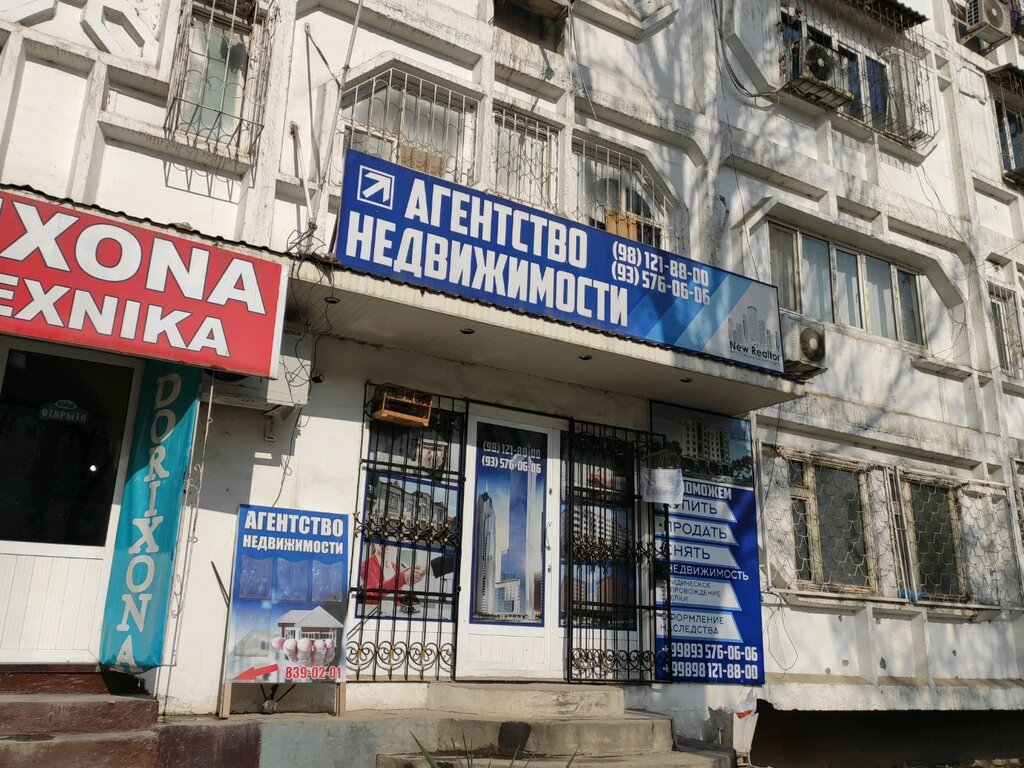 XONA
EXNIKA
ОТКРЫТО
DORIXONA
АГЕНТСТВО
НЕДВИЖИМОСТИ
(98) 121-88-00
(93) 576-06-06
New Realtor
(98) 121-88-00
(93) 576-06-06
АГЕНТСТВО
НЕДВИЖИМОСТИ
839-02-01
ПОМОЖЕМ
КУПИТЬ
ПРОДАТЬ
СНЯТЬ
НЕДВИЖИМОСТЬ
ОФОРМЛЕНИЕ
НАСЛЕДСТВА
99893 576-06-06
99898 121-88-00